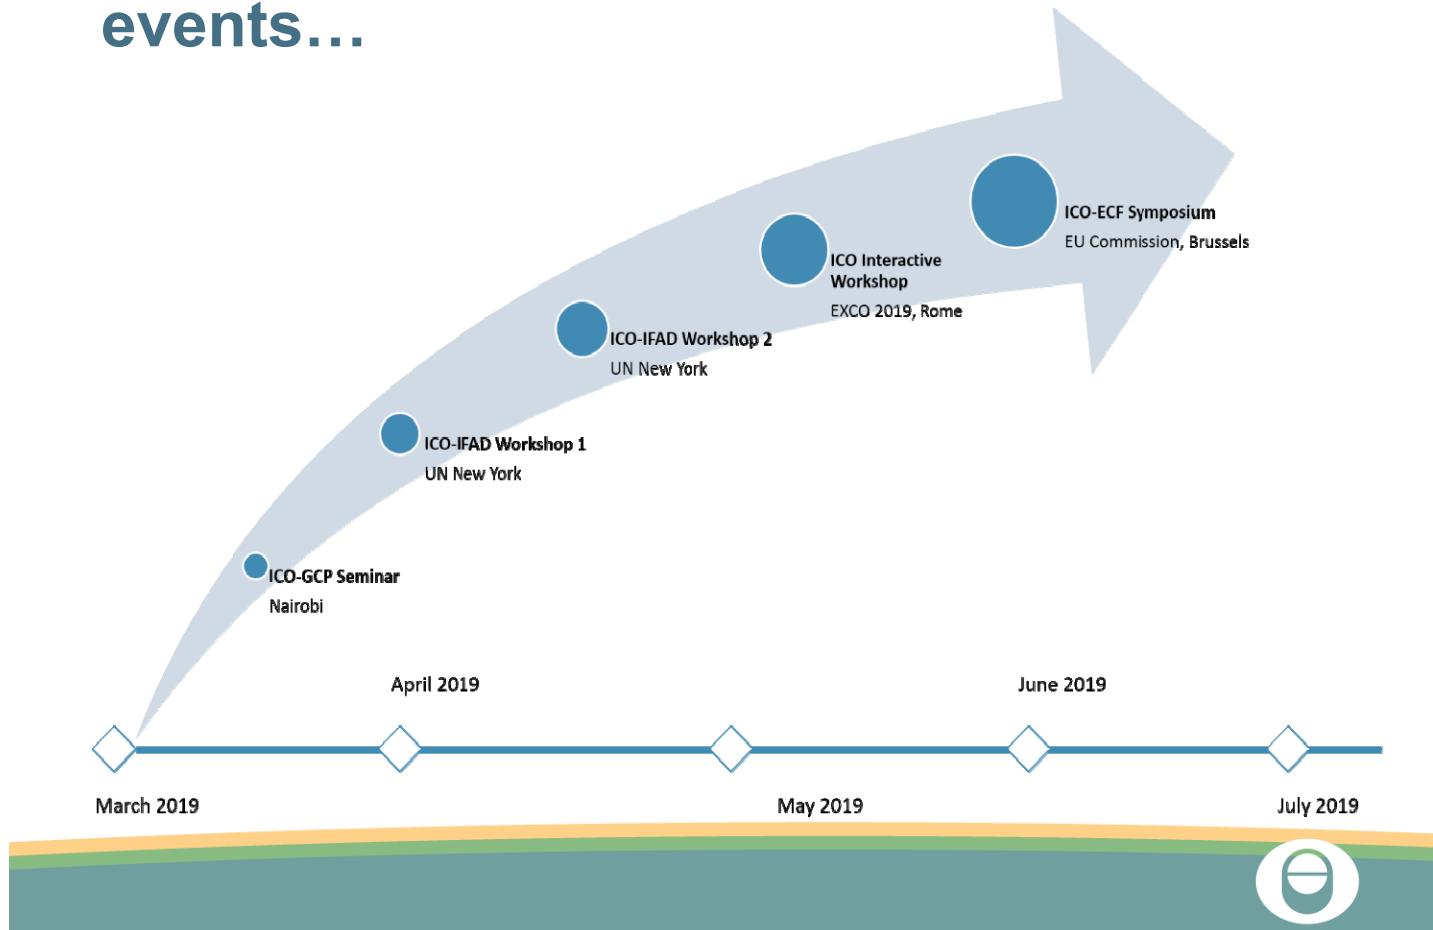 events…
ICO-ECF Symposium
EU Commission, Brussels
ICO Interactive
Workshop
EXCO 2019, Rome
ICO-IFAD Workshop 2
UN New York
ICO-IFAD Workshop 1
UN New York
ICO-GCP Seminar
Nairobi
April 2019
June 2019
March 2019
May 2019
July 2019